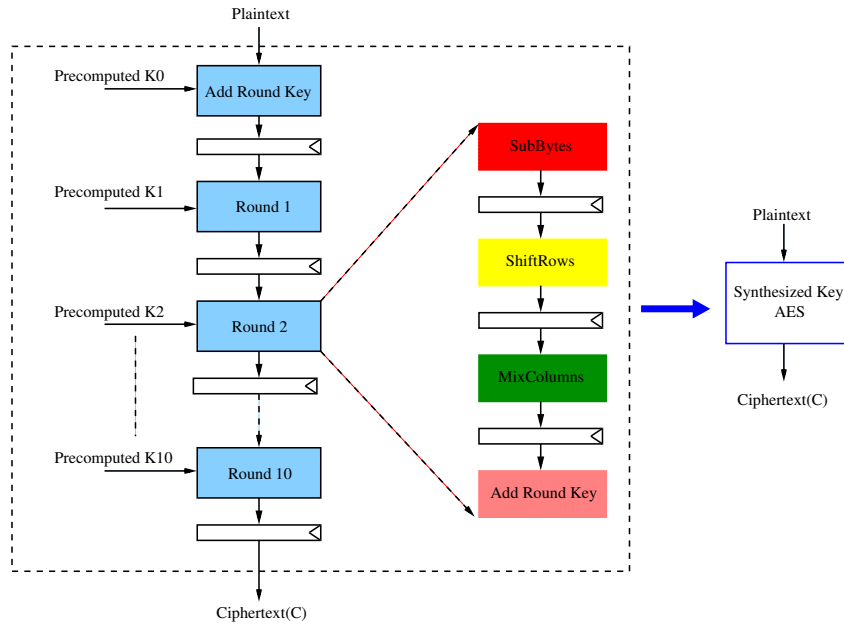 Plaintext
Precomputed K0
Add Round Key
Precomputed K1
Round 1
Precomputed K2
Round 2
Precomputed K10
Round 10
Ciphertext(C)
SubBytes
ShiftRows
MixColumns
Add Round Key
Plaintext
Synthesized Key
AES
Ciphertext(C)